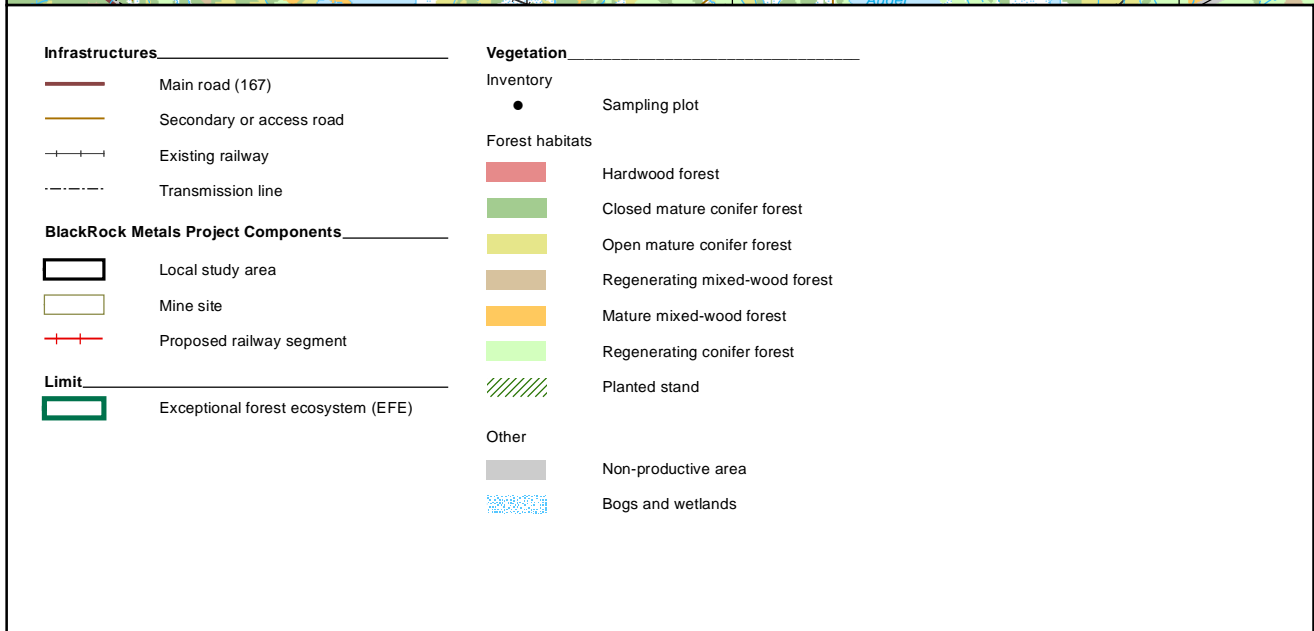 Auger
Infrastructures
Main road (167)
Secondary or access road
Existing railway
Transmission line
BlackRock Metals Project Components
Local study area
Mine site
Proposed railway segment
Limit
Exceptional forest ecosystem (EFE)
Vegetation
Inventory
Sampling plot
Forest habitats
Hardwood forest
Closed mature conifer forest
Open mature conifer forest
Regenerating mixed-wood forest
Mature mixed-wood forest
Regenerating conifer forest
Planted stand
Other
Non-productive area
Bogs and wetlands